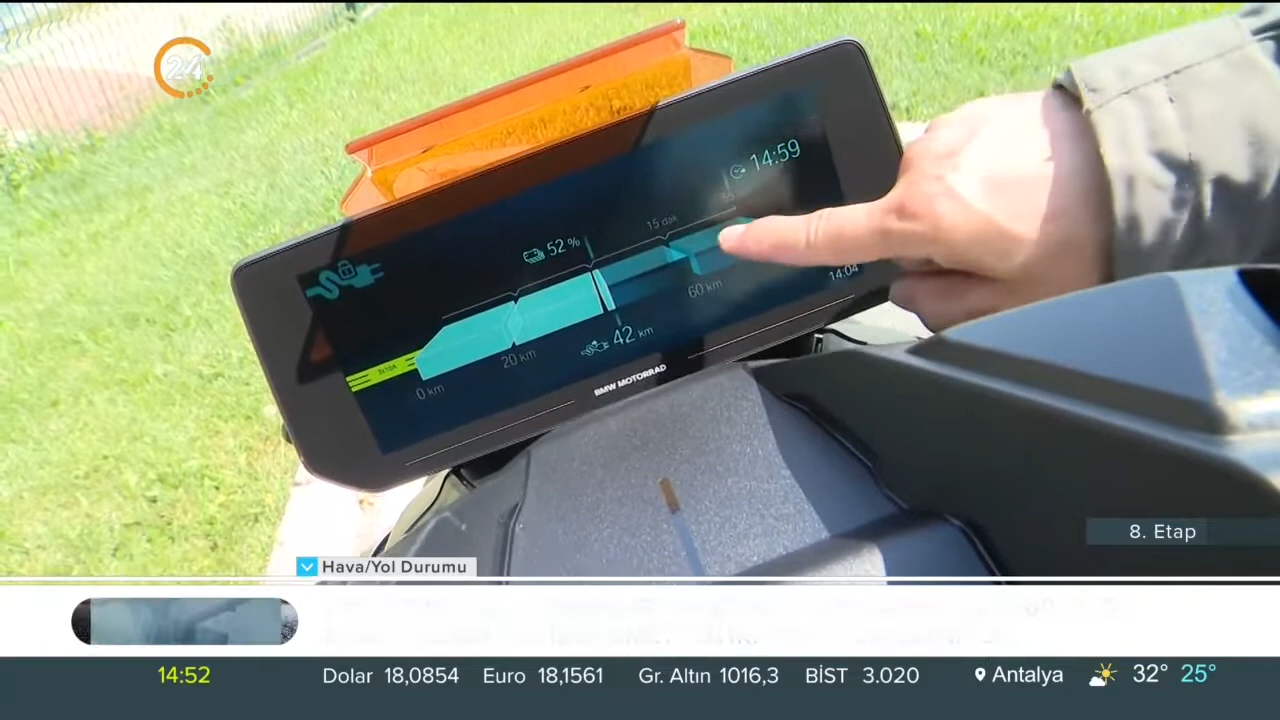 24
14:59
15 dak
52 %
60 km
14:04
42 km
20 km
0 km
BMW MOTORRAD
8. Etap
Hava/Yol Durumu
14:52 Dolar 18,0854 Euro 18,1561 Gr. Altın 1016,3 BİST 3.020 Antalya 32° 25°